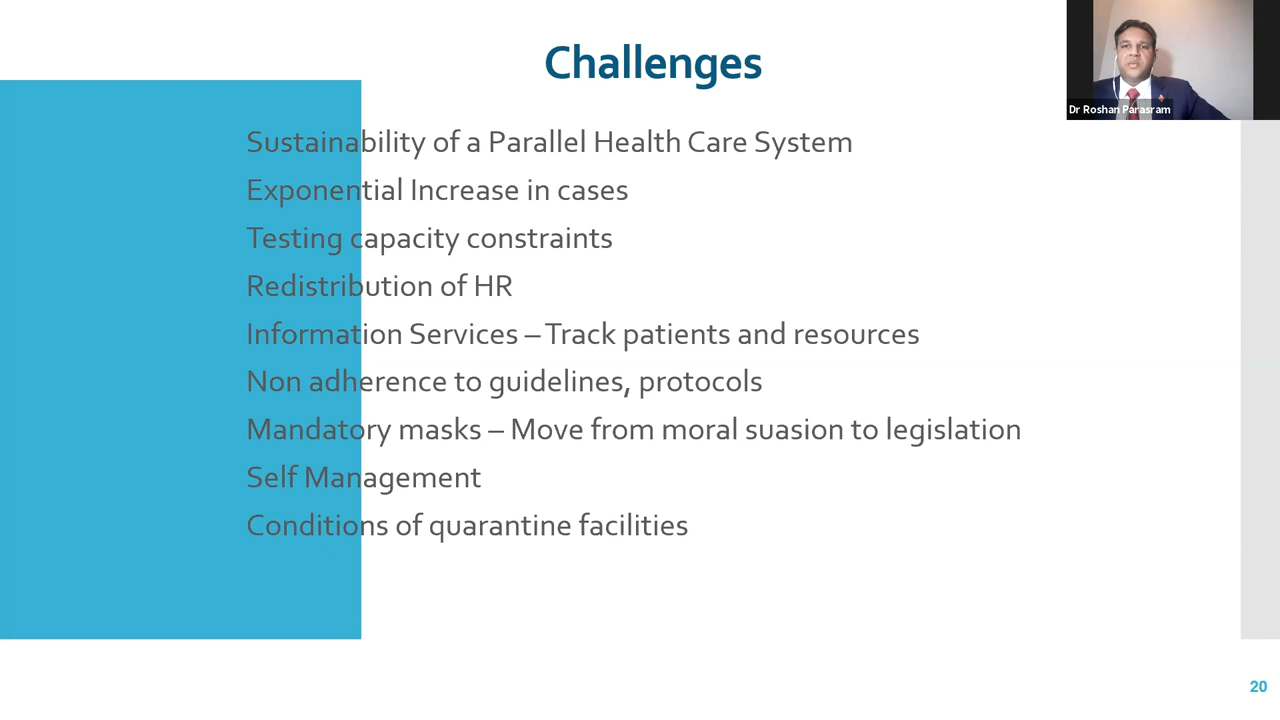 Challenges
Dr Roshan Parasram
Sustainability of a Parallel Health Care System
Exponential Increase in cases
Testing capacity constraints
Redistribution of HR
Information Services – Track patients and resources
Non adherence to guidelines, protocols
Mandatory masks – Move from moral suasion to legislation
Self Management
Conditions of quarantine facilities
20